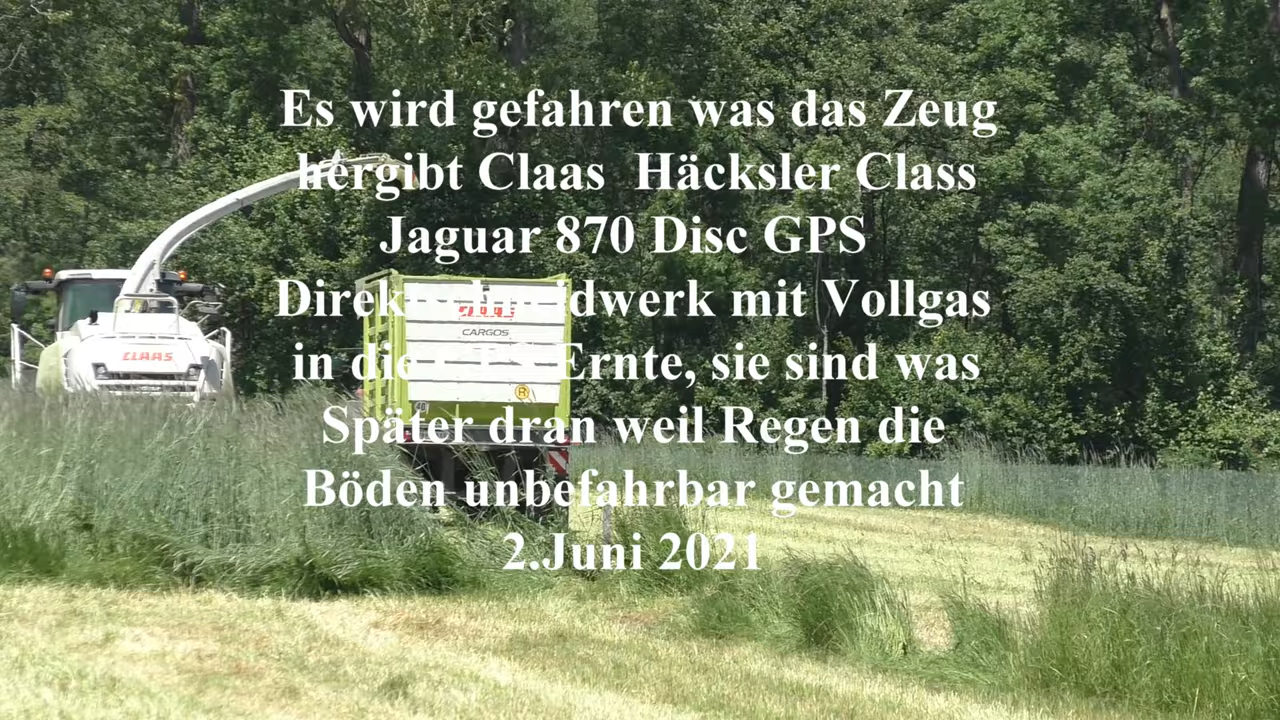 Es wird gefahren was das Zeug
hergibt Claas Häcksler Class
Jaguar 870 Disc GPS
mit Vollgas
in die Ernte, sie sind was
Später dran weil Regen die
Böden unbefahrbar gemacht
2.Juni 2021
CLAAS
CLAAS
CARGOS
R